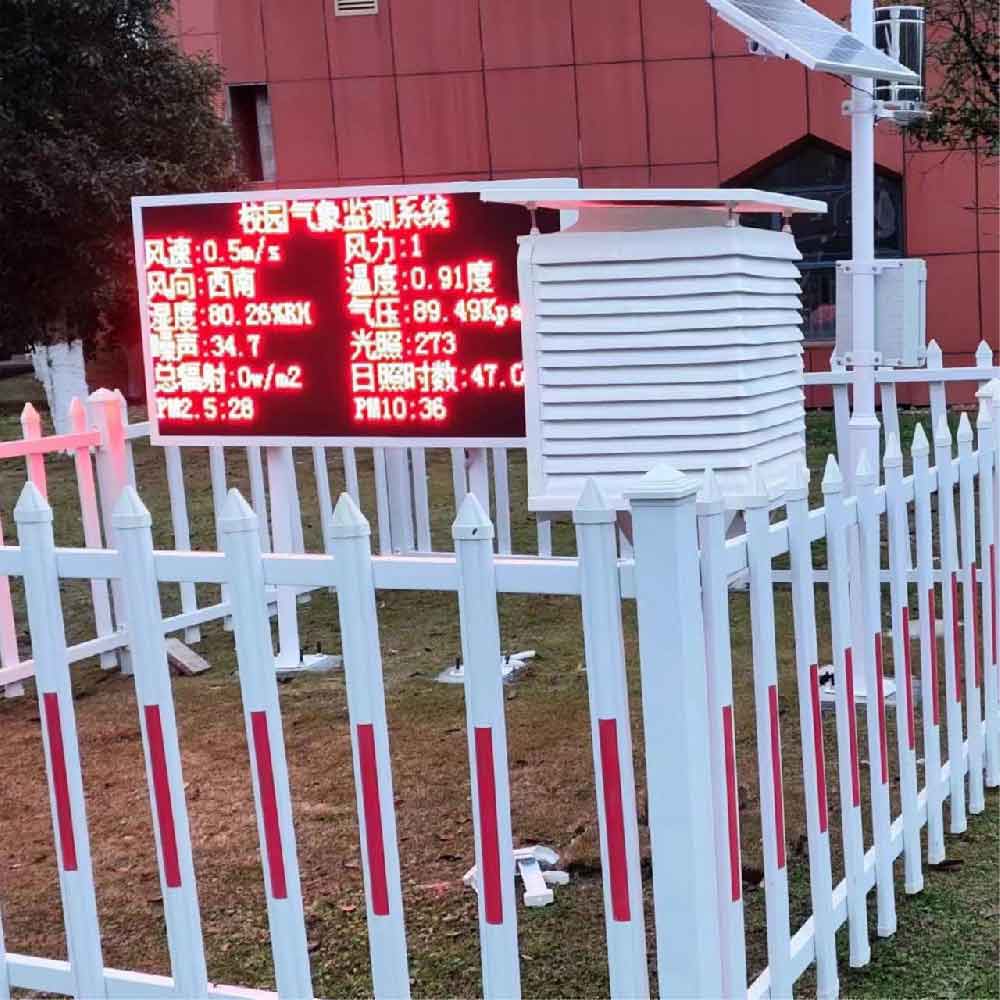 校园气象监测系统
风速:0.5m/s 风力:1
风向:西南 温度:0.91度
湿度:80.26%RH 气压:89.49Kpa
噪声:34.7 光照:273
总辐射:0w/m2 日照时数:47.0
PM2.5:28 PM10:36